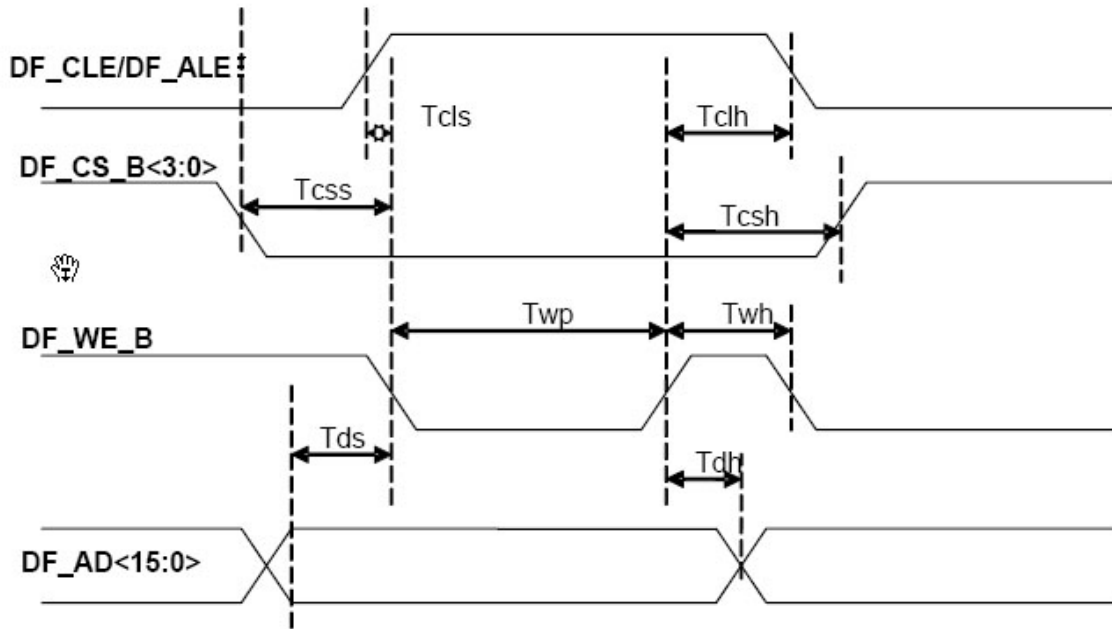 DF_CLE/DF_ALE
Tcls
Tclh
DF_CS_B<3:0>
Tcss
Tcsh
Twp
Twh
DF_WE_B
Tds
Tdh
DF_AD<15:0>